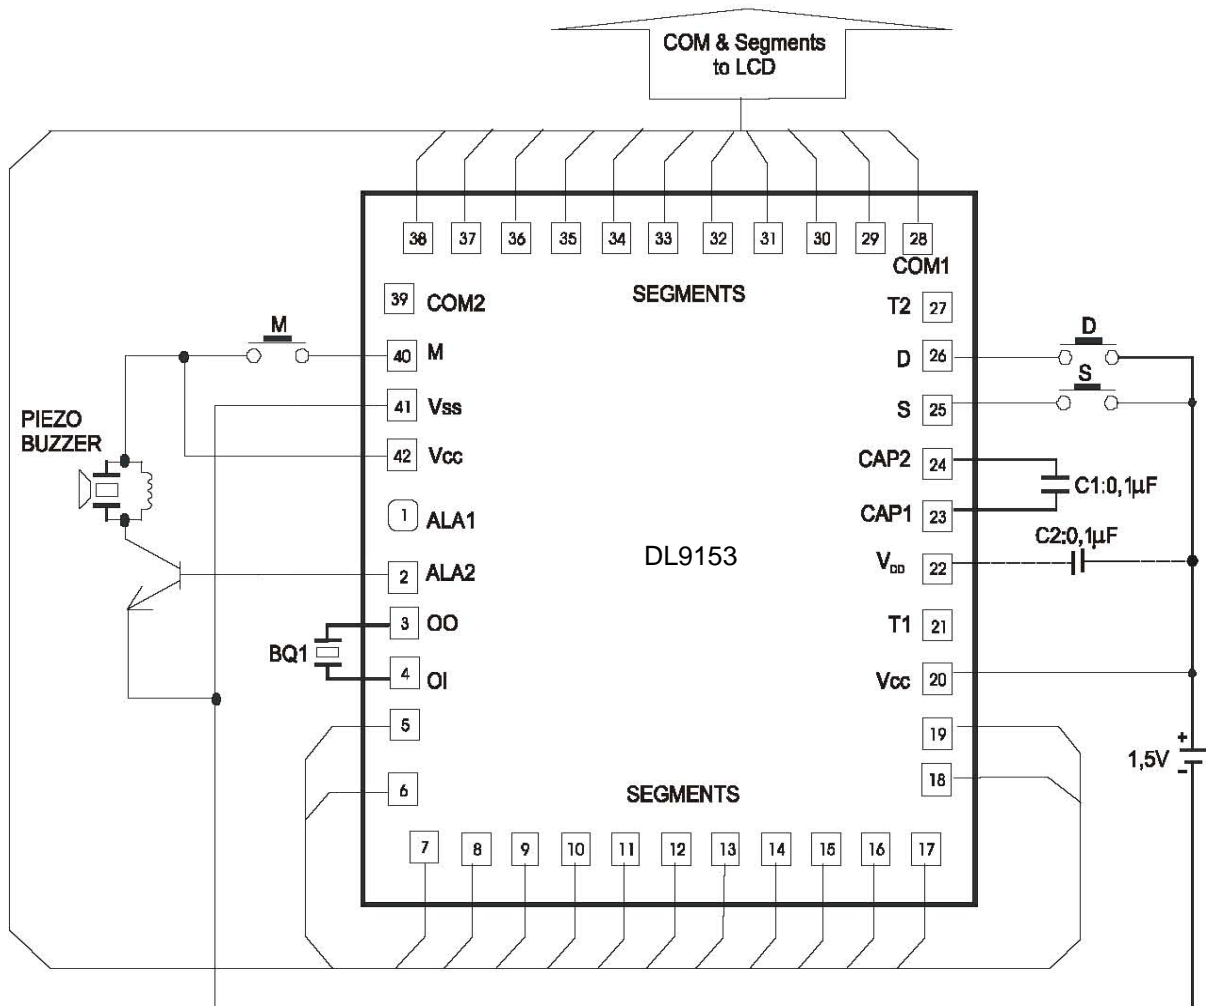 COM & Segments
to LCD
38 37 36 35 34 33 32 31 30 29 28
COM1
SEGMENTS
39 COM2
T2 27
M
40 M
D 26
D
41 Vss
S 25
S
PIEZO
BUZZER
42 Vcc
CAP2 24
C1:0,1µF
1 ALA1
CAP1 23
C2:0,1µF
DL9153
VDD 22
2 ALA2
3 OO
T1 21
BQ1
4 OI
Vcc 20
5
19
+
1,5V
-
6
18
SEGMENTS
7 8 9 10 11 12 13 14 15 16 17